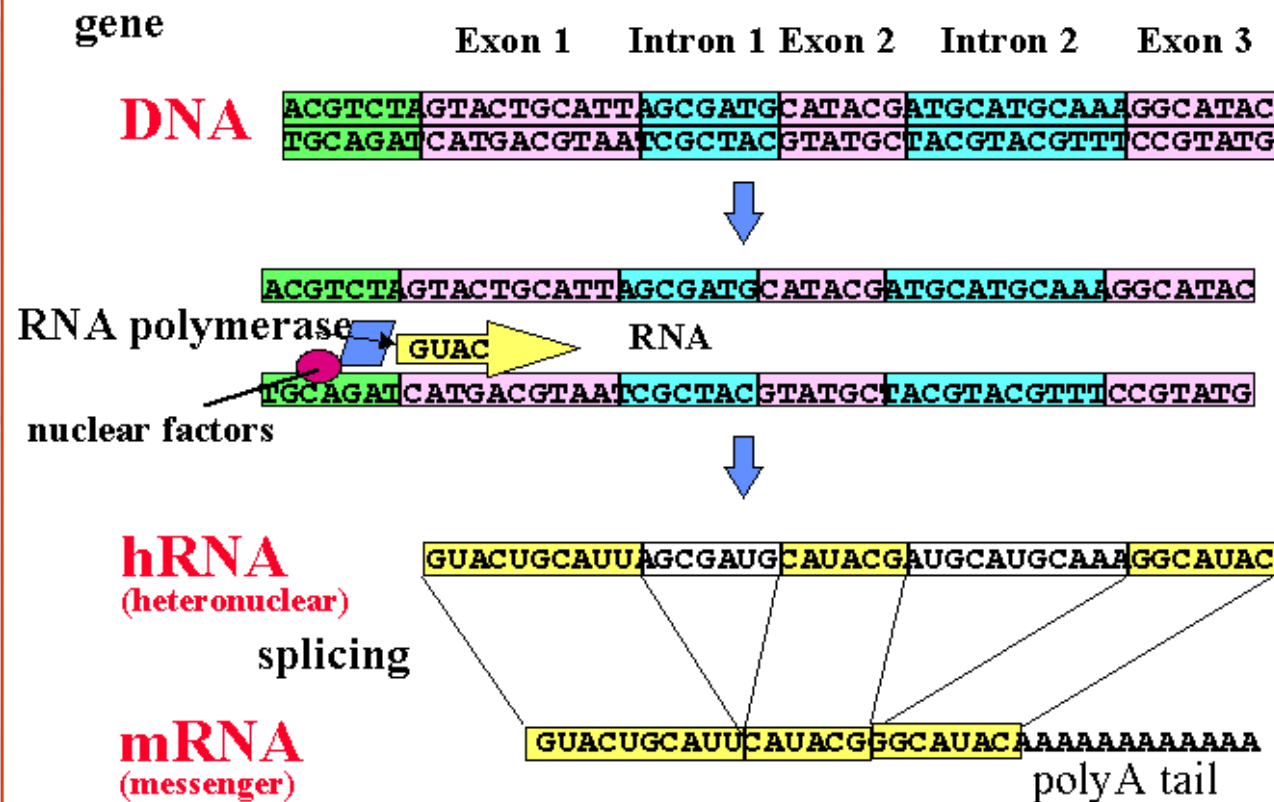 gene
Exon 1 Intron 1 Exon 2 Intron 2 Exon 3
DNA
ACGTCTAGTACTGCATTAGCGATGCATACGATGCATGCAAAGGCATAC
TGCAGATCATGACGTAATCGCTACGTATGCTACGTACGTTTCCGTATG
ACGTCTAGTACTGCATTAGCGATGCATACGATGCATGCAAAGGCATAC
RNA polymerase
GUAC
RNA
TGCAGATCATGACGTAATCGCTACGTATGCTACGTACGTTTCCGTATG
nuclear factors
hRNA
(heteronuclear)
GUACUGCAUUAGCGAUGCAUACGAUGCAUGCAAAGGCAUAC
splicing
mRNA
(messenger)
GUACUGCAUUCAUACGGGCAUACAAAAAAAAAAAAA
polyA tail